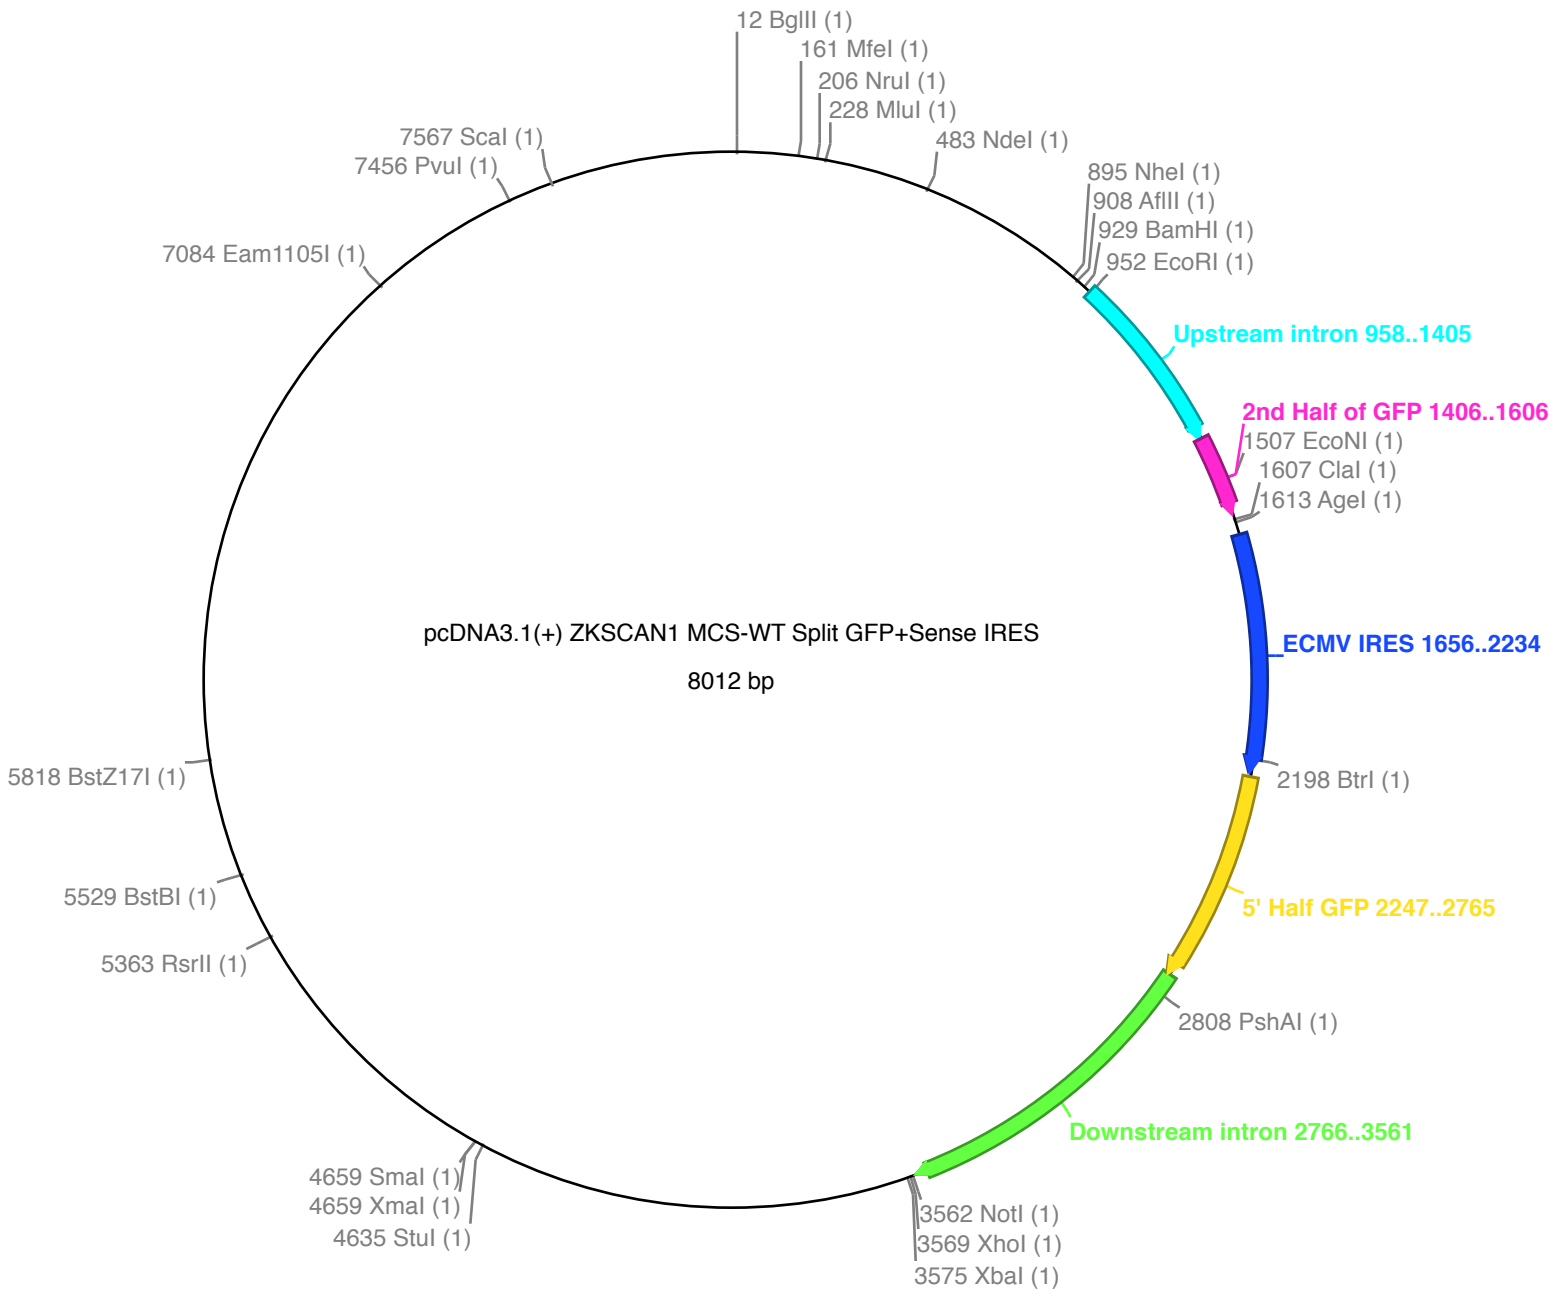 12 BglII (1)
161 MfeI (1)
206 NruI (1)
228 MluI (1)
483 NdeI (1)
895 NheI (1)
908 AflII (1)
929 BamHI (1)
952 EcoRI (1)
Upstream intron 958..1405
2nd Half of GFP 1406..1606
1507 EcoNI (1)
1607 ClaI (1)
1613 AgeI (1)
ECMV IRES 1656..2234
2198 BtrI (1)
5' Half GFP 2247..2765
2808 PshAI (1)
Downstream intron 2766..3561
3562 NotI (1)
3569 XhoI (1)
3575 XbaI (1)
4659 SmaI (1)
4659 XmaI (1)
4635 StuI (1)
5363 RsrII (1)
5529 BstBI (1)
5818 BstZ17I (1)
7084 Eam1105I (1)
7456 PvuI (1)
7567 ScaI (1)
pcDNA3.1(+) ZKSCAN1 MCS-WT Split GFP+Sense IRES
8012 bp